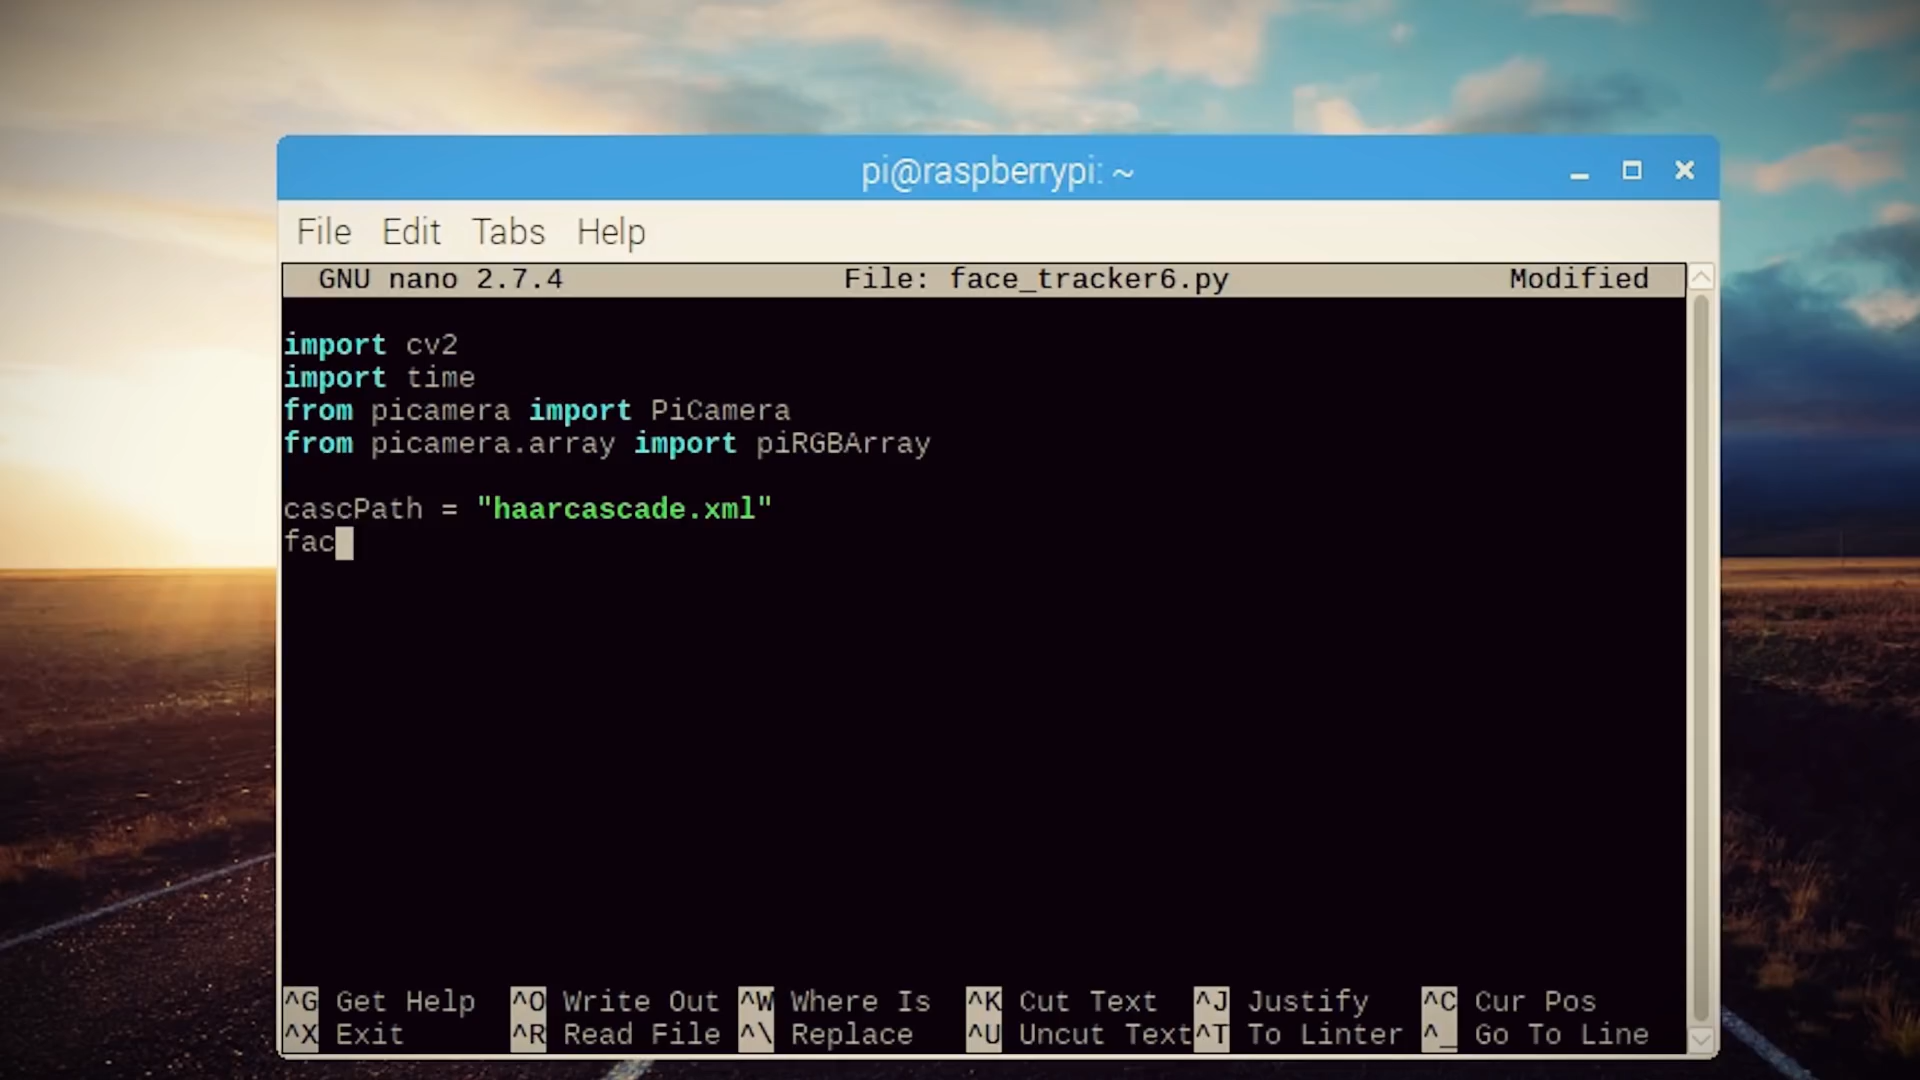 pi@raspberrypi: ~
File Edit Tabs Help
GNU nano 2.7.4 File: face_tracker6.py Modified
import cv2
import time
from picamera import PiCamera
from picamera.array import piRGBArray
cascPath = "haarcascade.xml"
fac
^G Get Help ^O Write Out ^W Where Is ^K Cut Text ^J Justify ^C Cur Pos
^X Exit ^R Read File ^\ Replace ^U Uncut Text ^T To Linter ^_ Go To Line